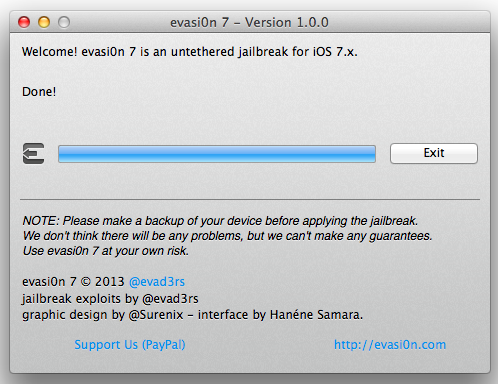 evasi0n 7 – Version 1.0.0
Welcome! evasi0n 7 is an untethered jailbreak for iOS 7.x.
Done!
Exit
NOTE: Please make a backup of your device before applying the jailbreak.
We don't think there will be any problems, but we can't make any guarantees.
Use evasi0n 7 at your own risk.
evasi0n 7 © 2013 @evad3rs
jailbreak exploits by @evad3rs
graphic design by @Surenix – interface by Hanéne Samara.
Support Us (PayPal)
http://evasi0n.com